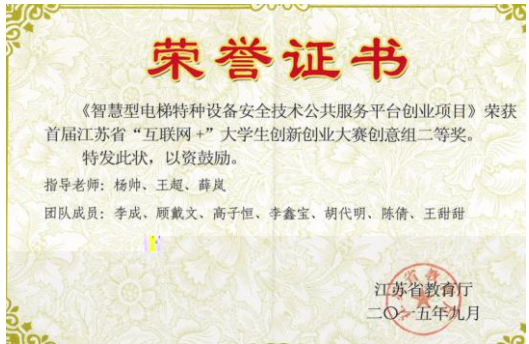 荣誉证书
《智慧型电梯特种设备安全技术公共服务平台创业项目》荣获
首届江苏省“互联网+”大学生创新创业大赛创意组二等奖。
特发此状，以资鼓励。
指导老师：杨帅、王超、薛岚
团队成员：李成、顾戴文、高子恒、李鑫宝、胡代明、陈倩、王甜甜
江苏省教育厅
二〇一五年九月